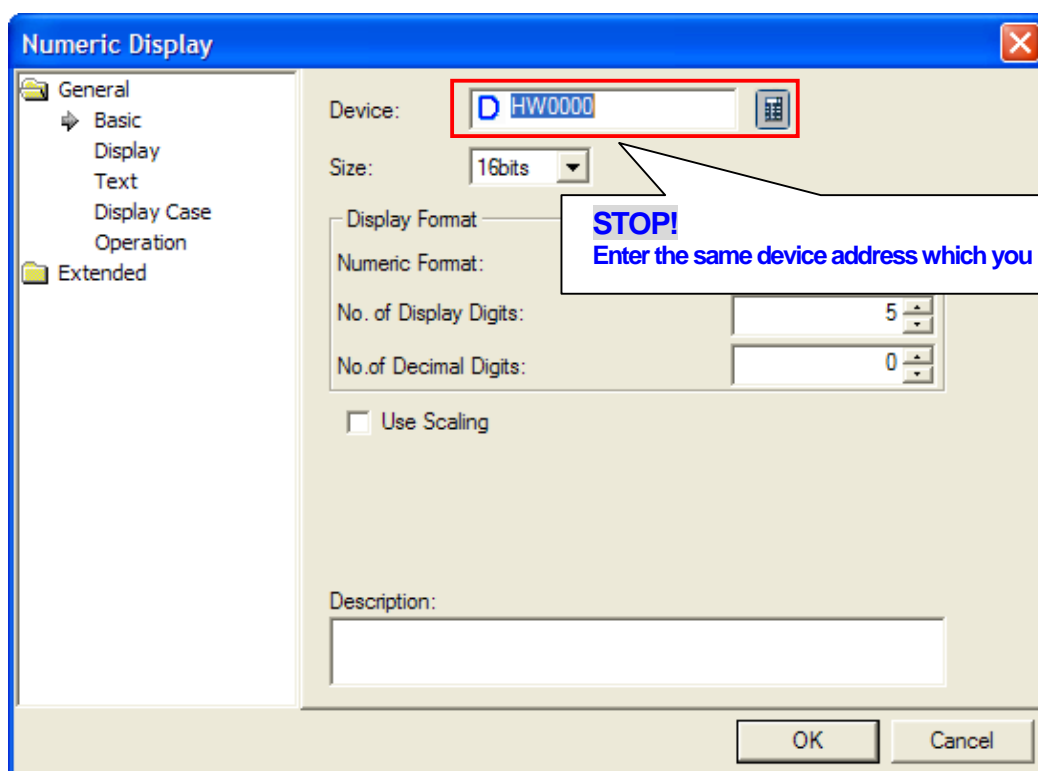 Numeric Display
General
Basic
Display
Text
Display Case
Operation
Extended
Device:
D HW0000
Size:
16bits
STOP!
Enter the same device address which you
Display Format
Numeric Format:
No. of Display Digits:
5
No.of Decimal Digits:
0
Use Scaling
Description:
OK
Cancel